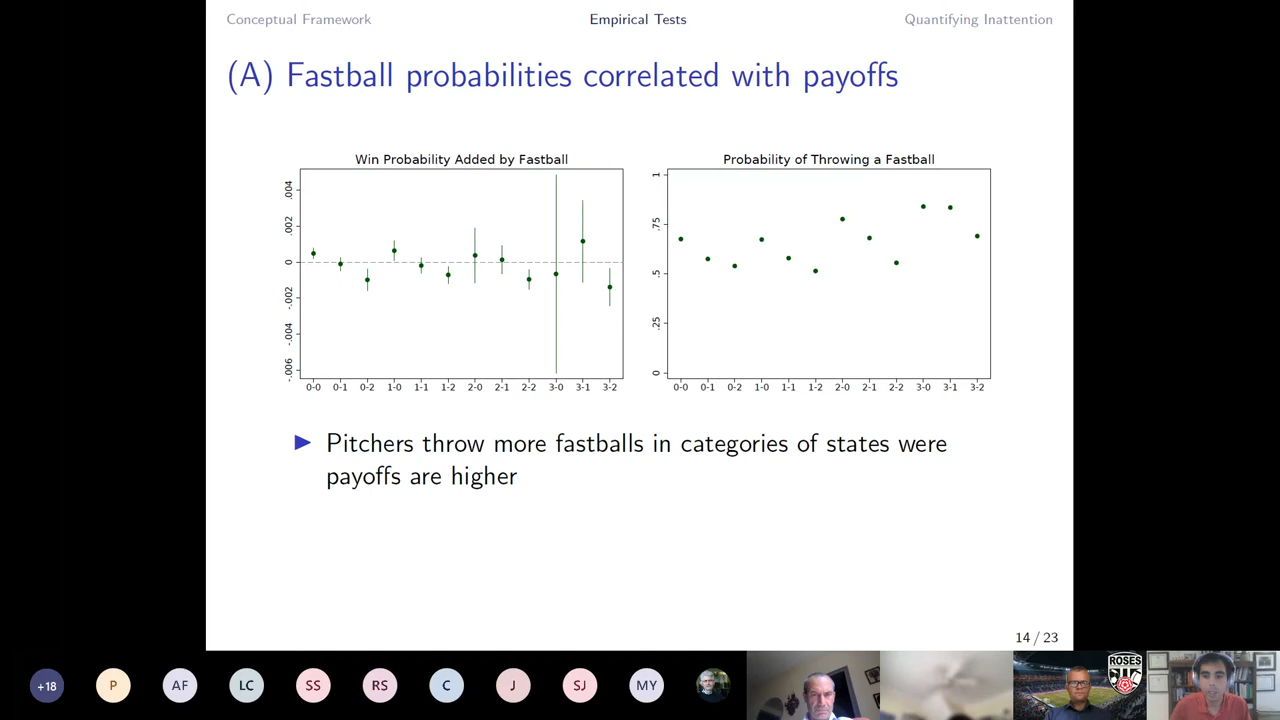 Conceptual Framework Empirical Tests Quantifying Inattention
(A) Fastball probabilities correlated with payoffs
Win Probability Added by Fastball
.004
.002
0
-.002
-.004
-.006
0-0 0-1 0-2 1-0 1-1 1-2 2-0 2-1 2-2 3-0 3-1 3-2
Probability of Throwing a Fastball
1
.75
.5
.25
0
0-0 0-1 0-2 1-0 1-1 1-2 2-0 2-1 2-2 3-0 3-1 3-2
Pitchers throw more fastballs in categories of states were
payoffs are higher
14 / 23
+18 P AF LC SS RS C J SJ MY
ROSES